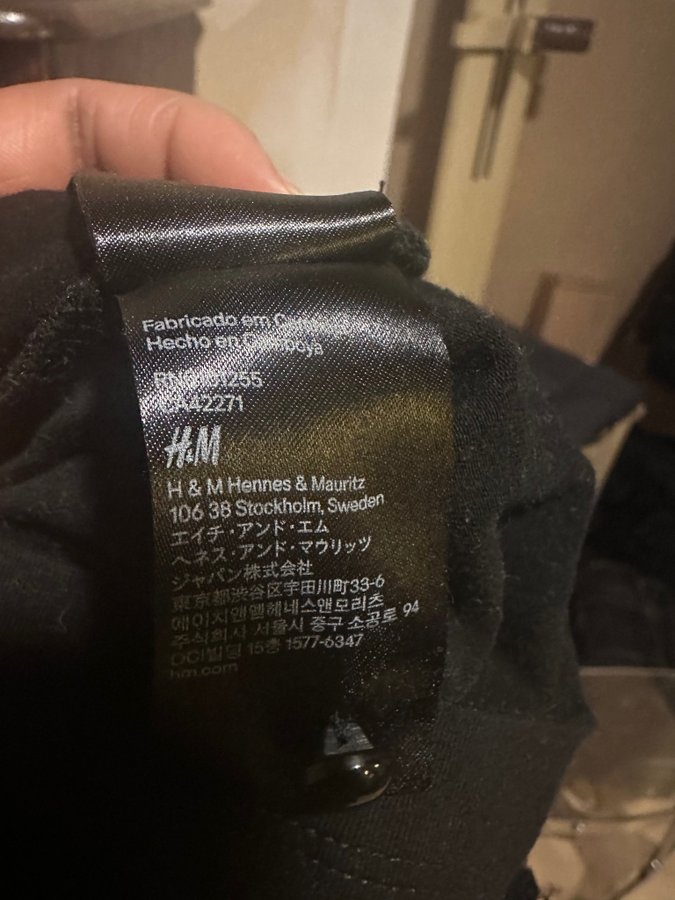 Fabricado em
Hecho en Camboya
CA42271
H&M
H & M Hennes & Mauritz
106 38 Stockholm, Sweden
エイチ・アンド・エム
ヘネス・アンド・マウリッツ
ジャパン株式会社
東京都渋谷区宇田川町33-6
에이치앤엠헤네스앤모리츠
주식회사 서울시 중구 소공로 94
OCI빌딩 15층 1577-6347
hm.com